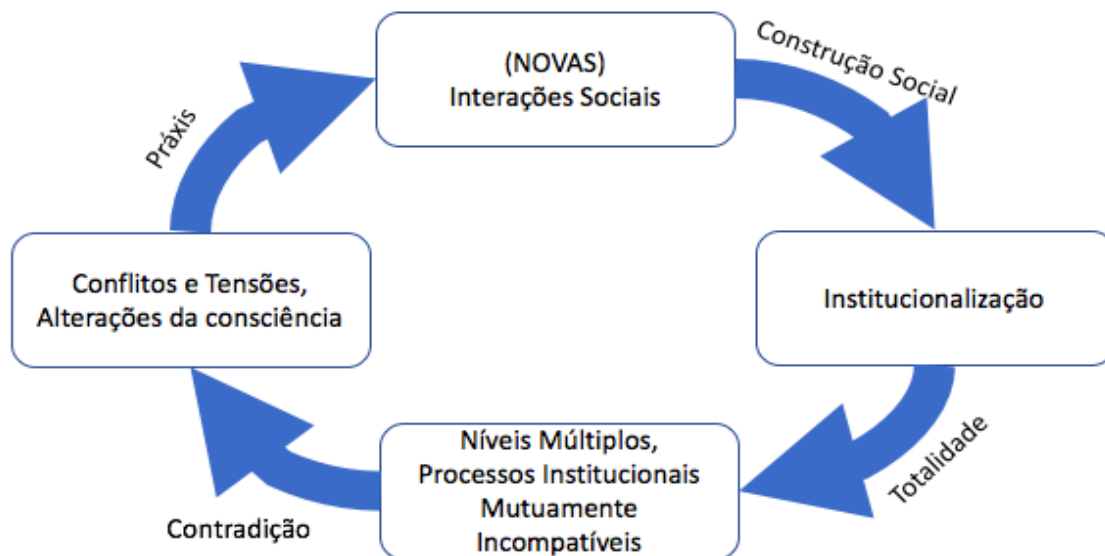 (NOVAS)
Interações Sociais
Construção Social
Institucionalização
Totalidade
Níveis Múltiplos,
Processos Institucionais
Mutuamente
Incompatíveis
Contradição
Conflitos e Tensões,
Alterações da consciência
Práxis